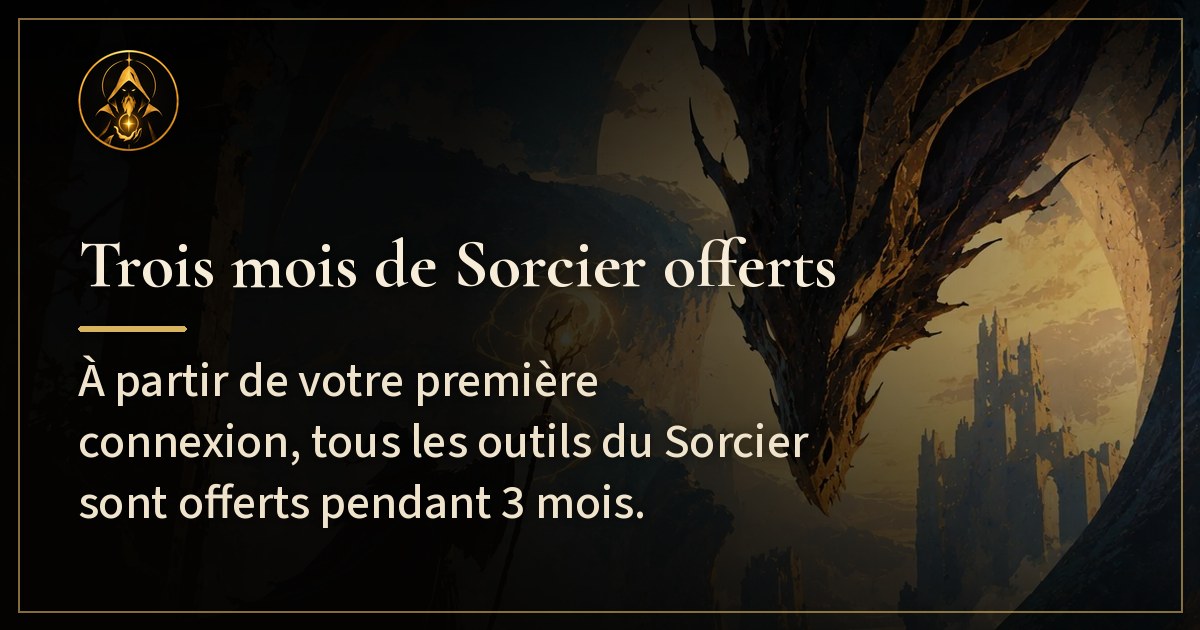 Trois mois de Sorcier offerts
À partir de votre première
connexion, tous les outils du Sorcier
sont offerts pendant 3 mois.